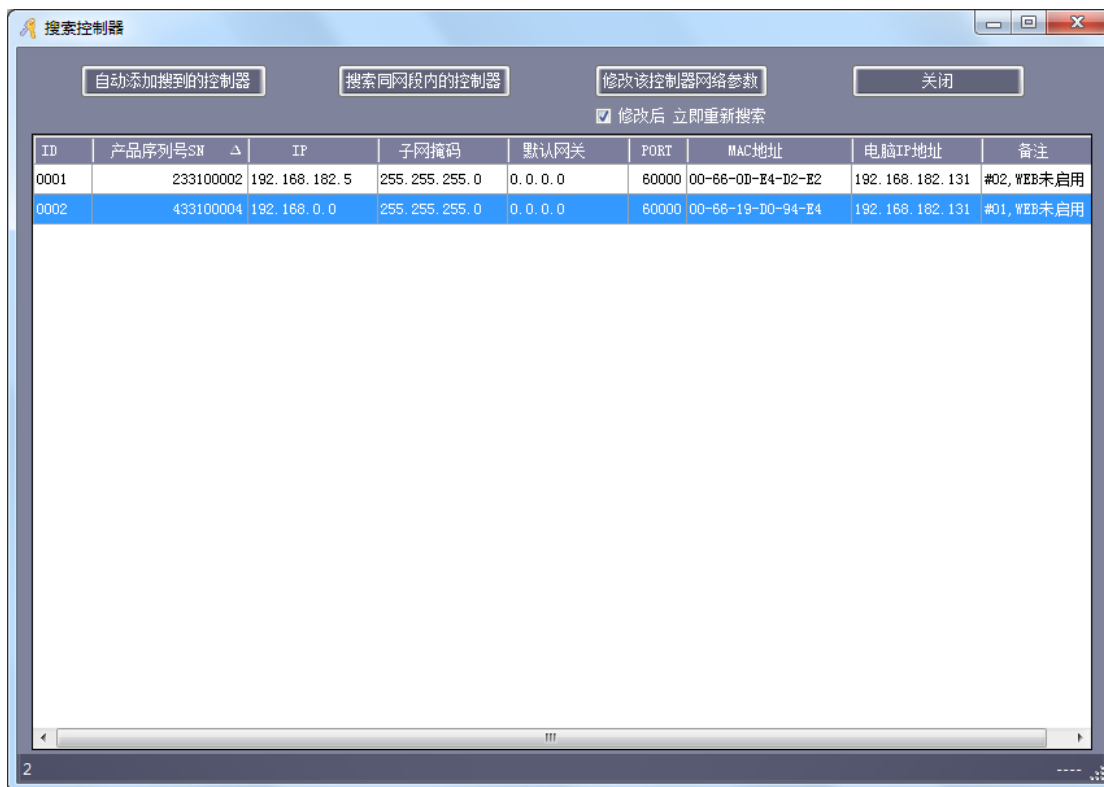 搜索控制器
自动添加搜到的控制器 搜索同网段内的控制器 修改该控制器网络参数 关闭
修改后 立即重新搜索
ID 产品序列号SN IP 子网掩码 默认网关 PORT MAC地址 电脑IP地址 备注
0001 233100002 192.168.182.5 255.255.255.0 0.0.0.0 60000 00-66-0D-E4-D2-E2 192.168.182.131 #02,WEB未启用
0002 433100004 192.168.0.0 255.255.255.0 0.0.0.0 60000 00-66-19-D0-94-E4 192.168.182.131 #01,WEB未启用
2 ----